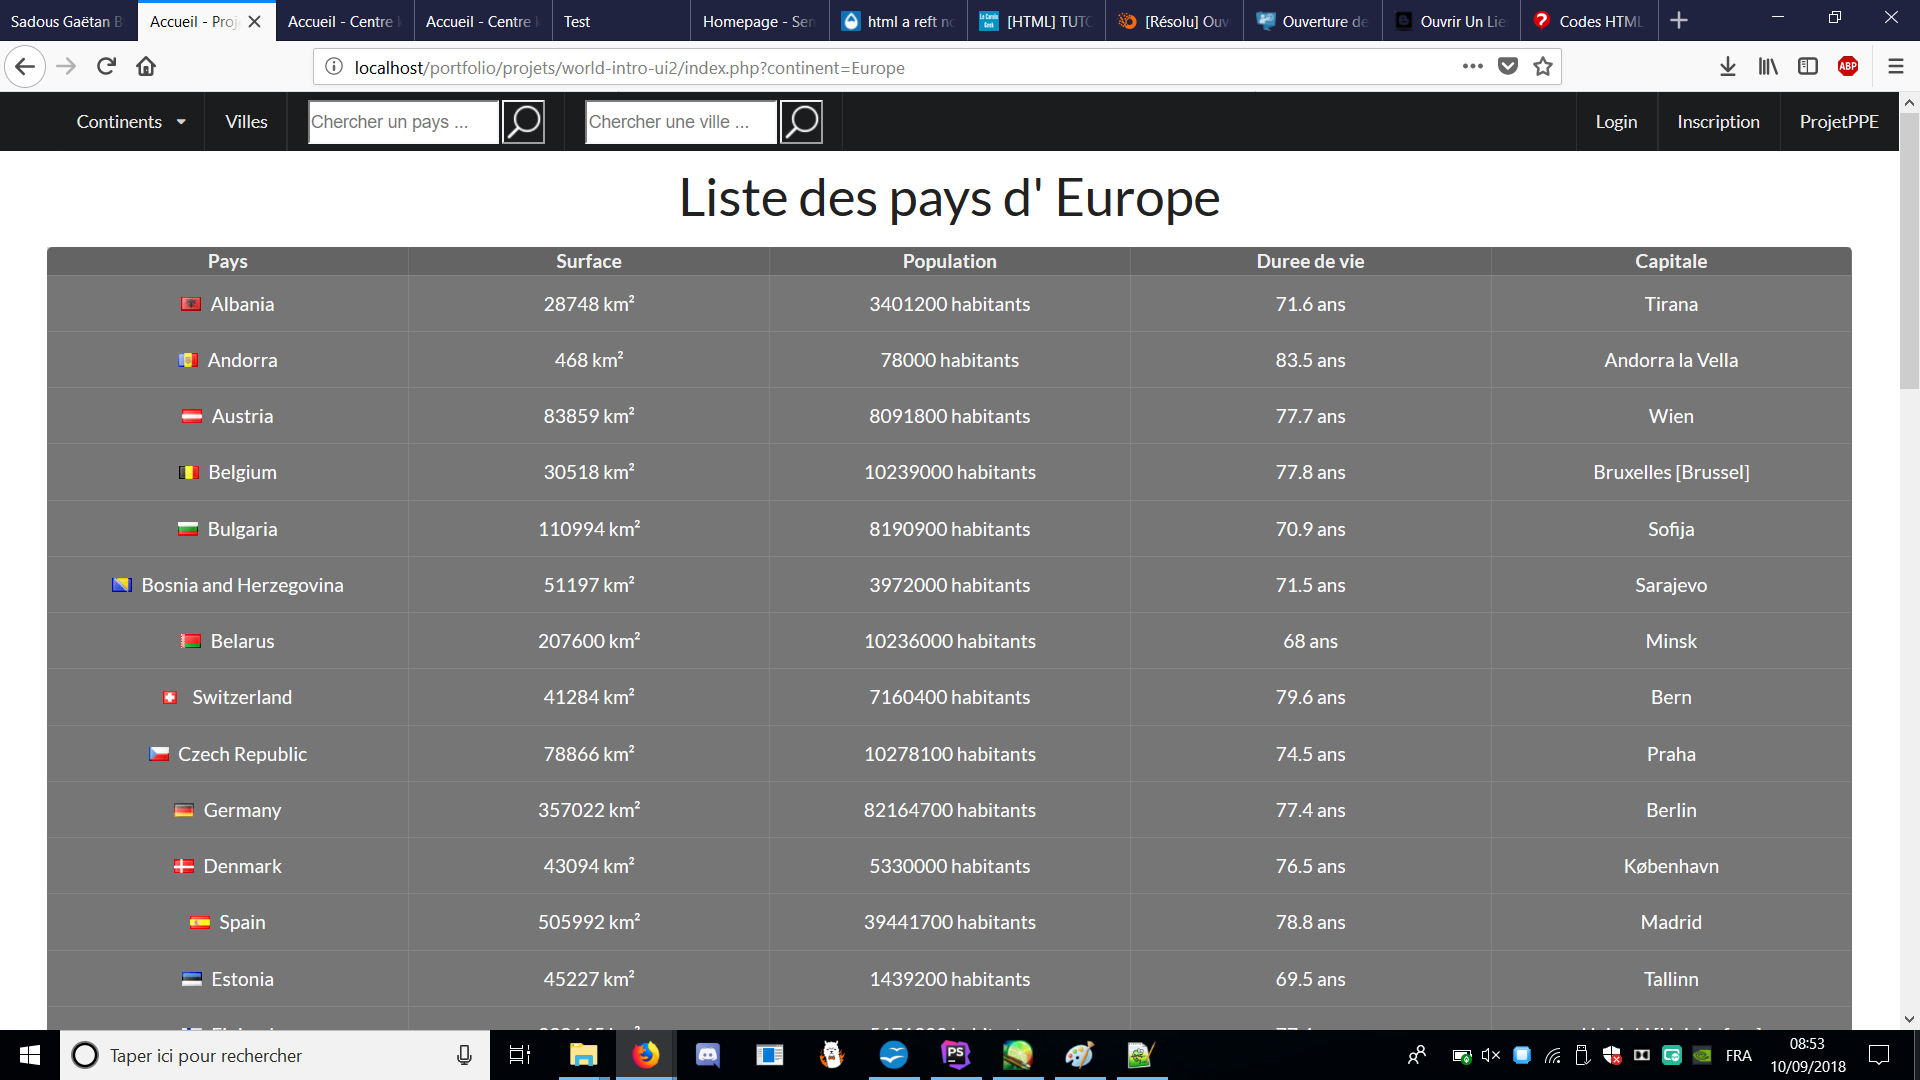 Sadous Gaëtan B
Accueil - Proj
Accueil - Centre
Accueil - Centre
Test
Homepage - Ser
html a reft
[HTML] TUT
[Résolu] Ouv
Ouverture de
Ouvrir Un Lie
Codes HTML
localhost/portfolio/projets/world-intro-ui2/index.php?continent=Europe
ABP
Continents
Villes
Chercher un pays ...
Chercher une ville ...
Login
Inscription
ProjetPPE
Liste des pays d' Europe
Pays Surface Population Duree de vie Capitale
Albania 28748 km² 3401200 habitants 71.6 ans Tirana
Andorra 468 km² 78000 habitants 83.5 ans Andorra la Vella
Austria 83859 km² 8091800 habitants 77.7 ans Wien
Belgium 30518 km² 10239000 habitants 77.8 ans Bruxelles [Brussel]
Bulgaria 110994 km² 8190900 habitants 70.9 ans Sofija
Bosnia and Herzegovina 51197 km² 3972000 habitants 71.5 ans Sarajevo
Belarus 207600 km² 10236000 habitants 68 ans Minsk
Switzerland 41284 km² 7160400 habitants 79.6 ans Bern
Czech Republic 78866 km² 10278100 habitants 74.5 ans Praha
Germany 357022 km² 82164700 habitants 77.4 ans Berlin
Denmark 43094 km² 5330000 habitants 76.5 ans København
Spain 505992 km² 39441700 habitants 78.8 ans Madrid
Estonia 45227 km² 1439200 habitants 69.5 ans Tallinn
Taper ici pour rechercher
PS
FRA
08:53
10/09/2018